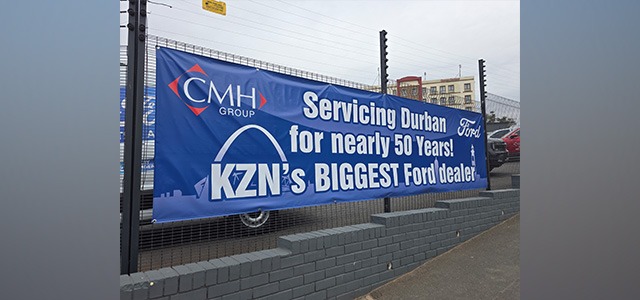 CMH
GROUP
Servicing Durban
for nearly 50 Years!
KZN's BIGGEST Ford dealer
Ford